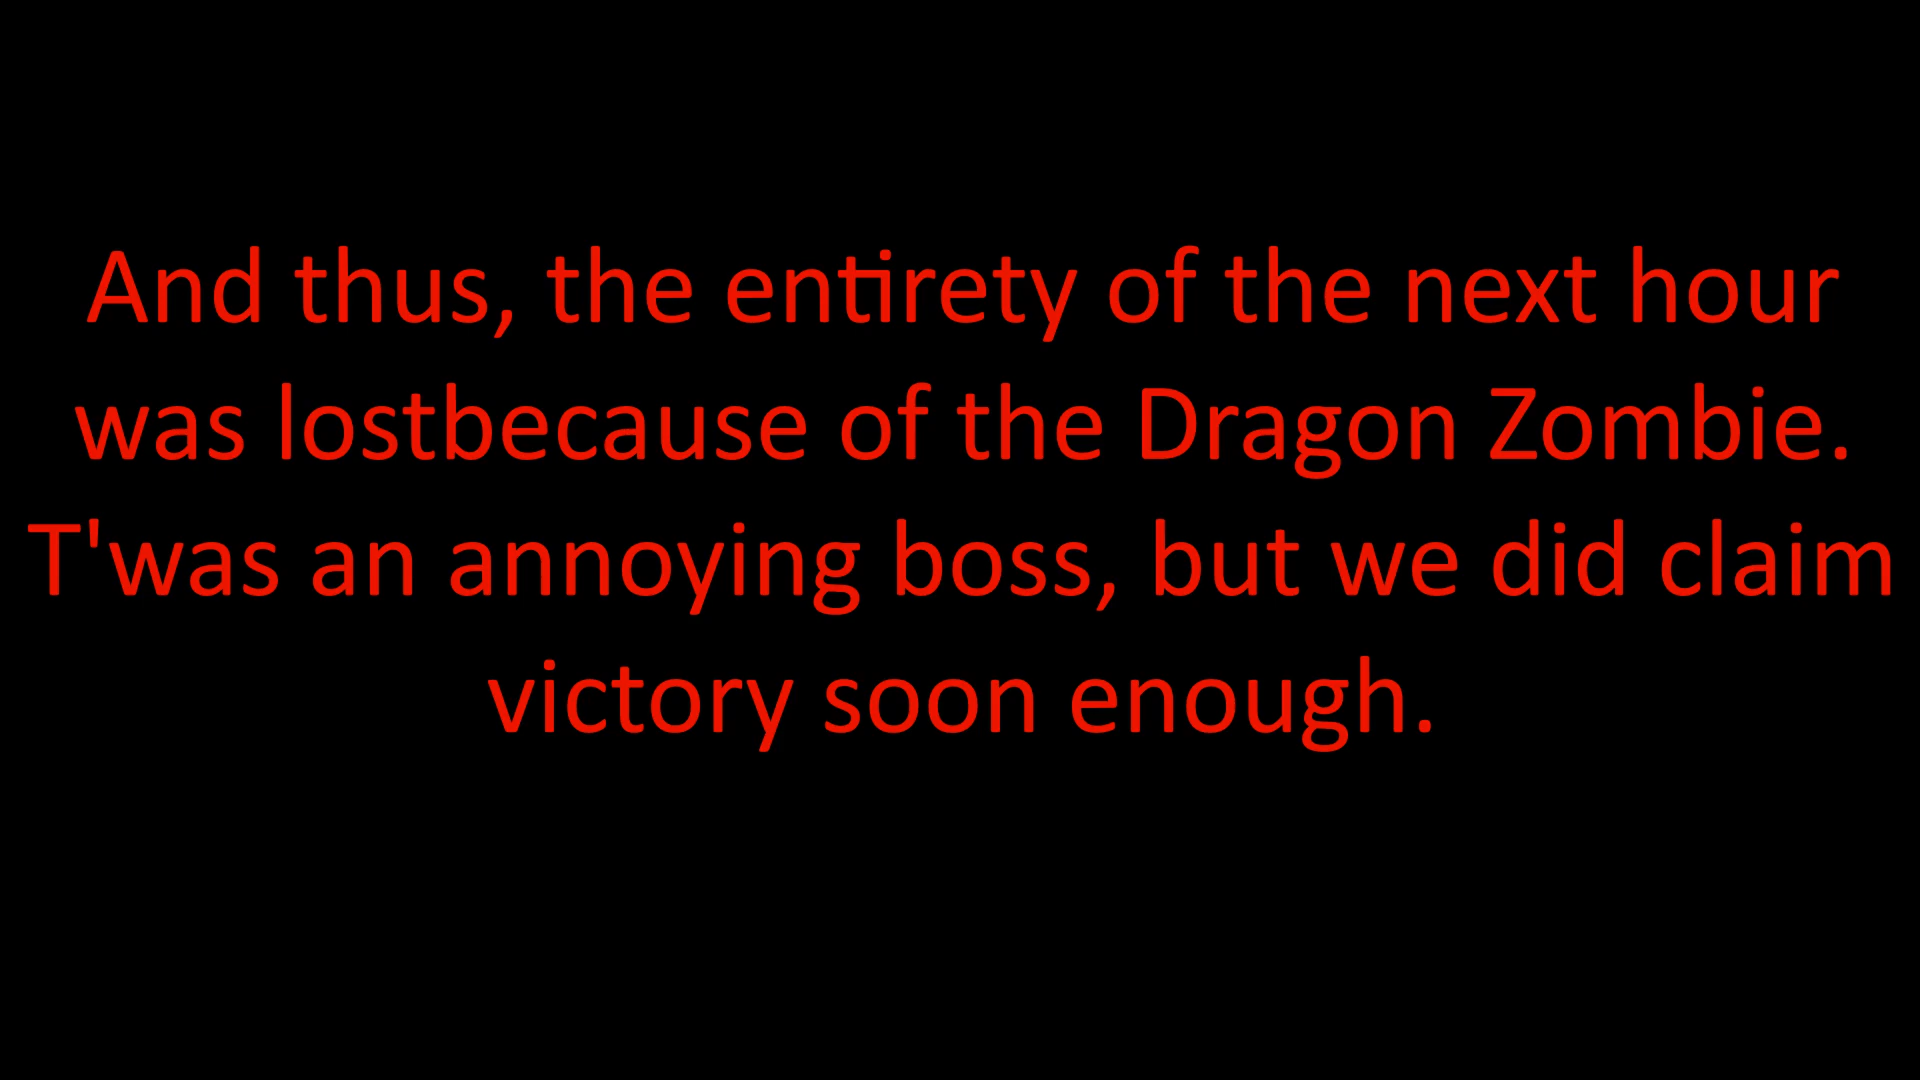 And thus, the entirety of the next hour
was lostbecause of the Dragon Zombie.
T'was an annoying boss, but we did claim
victory soon enough.